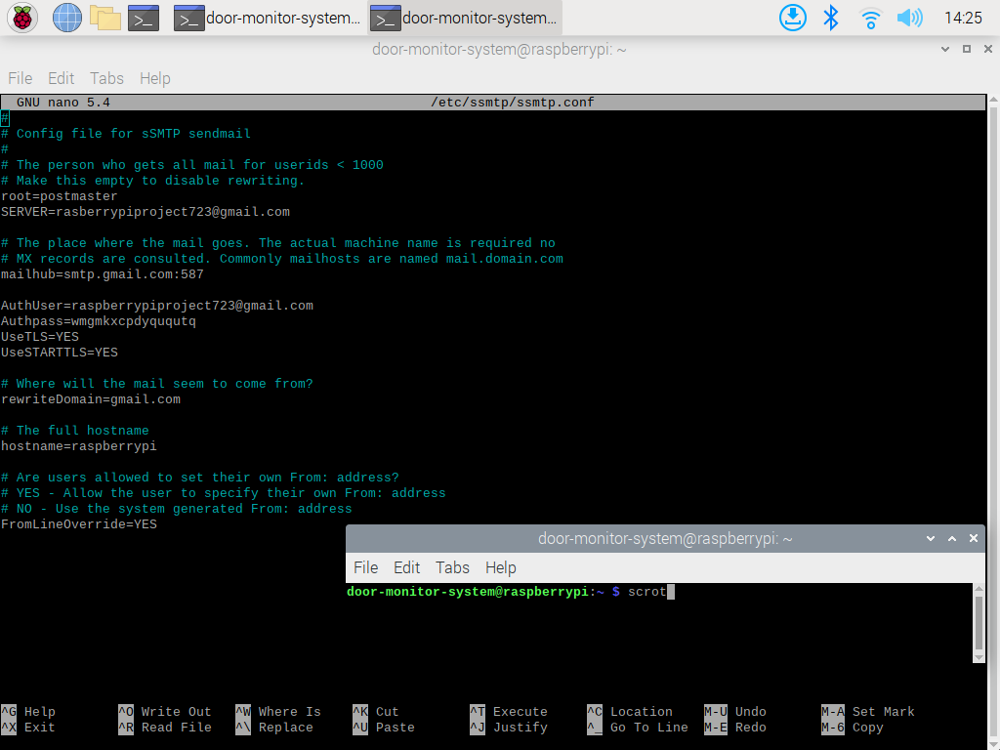 door-monitor-system... door-monitor-system... 14:25
door-monitor-system@raspberrypi: ~
File Edit Tabs Help
GNU nano 5.4 /etc/ssmtp/ssmtp.conf
#
# Config file for sSMTP sendmail
#
# The person who gets all mail for userids < 1000
# Make this empty to disable rewriting.
root=postmaster
SERVER=rasberrypiproject723@gmail.com
# The place where the mail goes. The actual machine name is required no
# MX records are consulted. Commonly mailhosts are named mail.domain.com
mailhub=smtp.gmail.com:587
AuthUser=raspberrypiproject723@gmail.com
Authpass=wmgmkxcpdyququtq
UseTLS=YES
UseSTARTTLS=YES
# Where will the mail seem to come from?
rewriteDomain=gmail.com
# The full hostname
hostname=raspberrypi
# Are users allowed to set their own From: address?
# YES - Allow the user to specify their own From: address
# NO - Use the system generated From: address
FromLineOverride=YES
door-monitor-system@raspberrypi: ~
File Edit Tabs Help
door-monitor-system@raspberrypi:~ $ scrot
^G Help ^O Write Out ^W Where Is ^K Cut ^T Execute ^C Location M-U Undo M-A Set Mark
^X Exit ^R Read File ^\ Replace ^U Paste ^J Justify ^_ Go To Line M-E Redo M-6 Copy